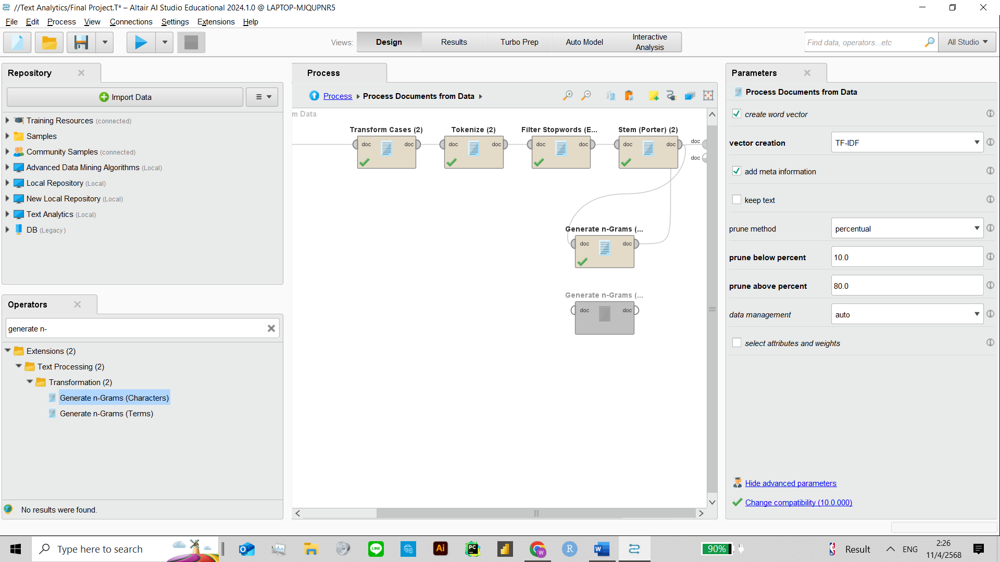 //Text Analytics/Final Project.T* – Altair AI Studio Educational 2024.1.0 @ LAPTOP-MJQUPNR5
File Edit Process View Connections Settings Extensions Help
Views: Design Results Turbo Prep Auto Model Interactive Analysis
Find data, operators...etc All Studio
Repository
Import Data
Training Resources (connected)
Samples
Community Samples (connected)
Advanced Data Mining Algorithms (Local)
Local Repository (Local)
New Local Repository (Local)
Text Analytics (Local)
DB (Legacy)
Operators
generate n-
Extensions (2)
Text Processing (2)
Transformation (2)
Generate n-Grams (Characters)
Generate n-Grams (Terms)
No results were found.
Process
Process Process Documents from Data
m Data
Transform Cases (2) Tokenize (2) Filter Stopwords (E... Stem (Porter) (2)
doc doc doc doc doc doc doc doc doc
doc
Generate n-Grams (...
doc doc
Generate n-Grams (...
doc doc
Parameters
Process Documents from Data
create word vector
vector creation TF-IDF
add meta information
keep text
prune method percentual
prune below percent 10.0
prune above percent 80.0
data management auto
select attributes and weights
Hide advanced parameters
Change compatibility (10.0.000)
Type here to search
LINE
Ai
PC
W
R
W
90%
Result
ENG
2:26
11/4/2568